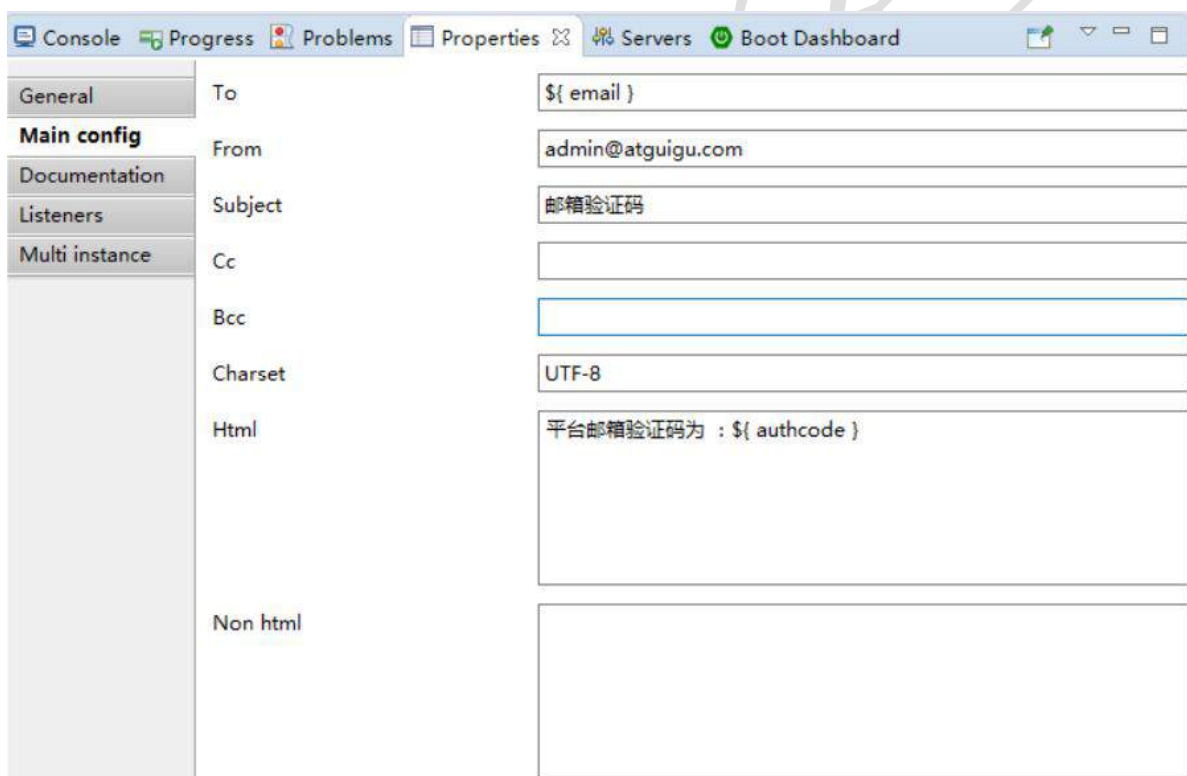 Console Progress Problems Properties Servers Boot Dashboard
General
Main config
Documentation
Listeners
Multi instance
To ${ email }
From admin@atguigu.com
Subject 邮箱验证码
Cc
Bcc
Charset UTF-8
Html 平台邮箱验证码为 : ${ authcode }
Non html